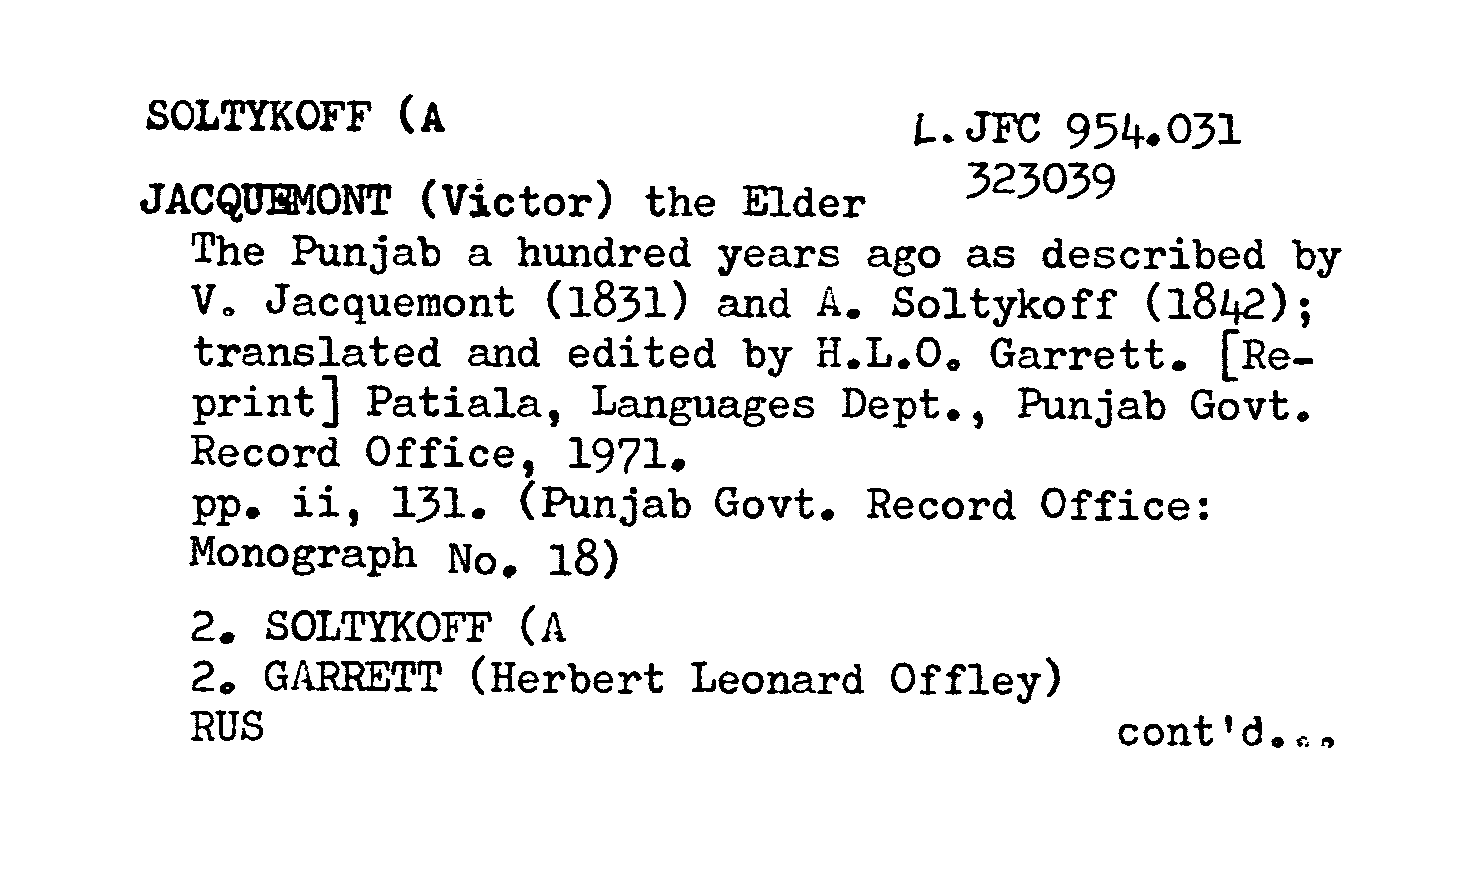 SOLTYKOFF (A
L. JFC 954.031
323039
JACQUEMONT (Victor) the Elder
The Punjab a hundred years ago as described by
V. Jacquemont (1831) and A. Soltykoff (1842);
translated and edited by H.L.O. Garrett. [Re-
print] Patiala, Languages Dept., Punjab Govt.
Record Office, 1971.
pp. ii, 131. (Punjab Govt. Record Office:
Monograph No. 18)
2. SOLTYKOFF (A
2. GARRETT (Herbert Leonard Offley)
RUS
cont'd...